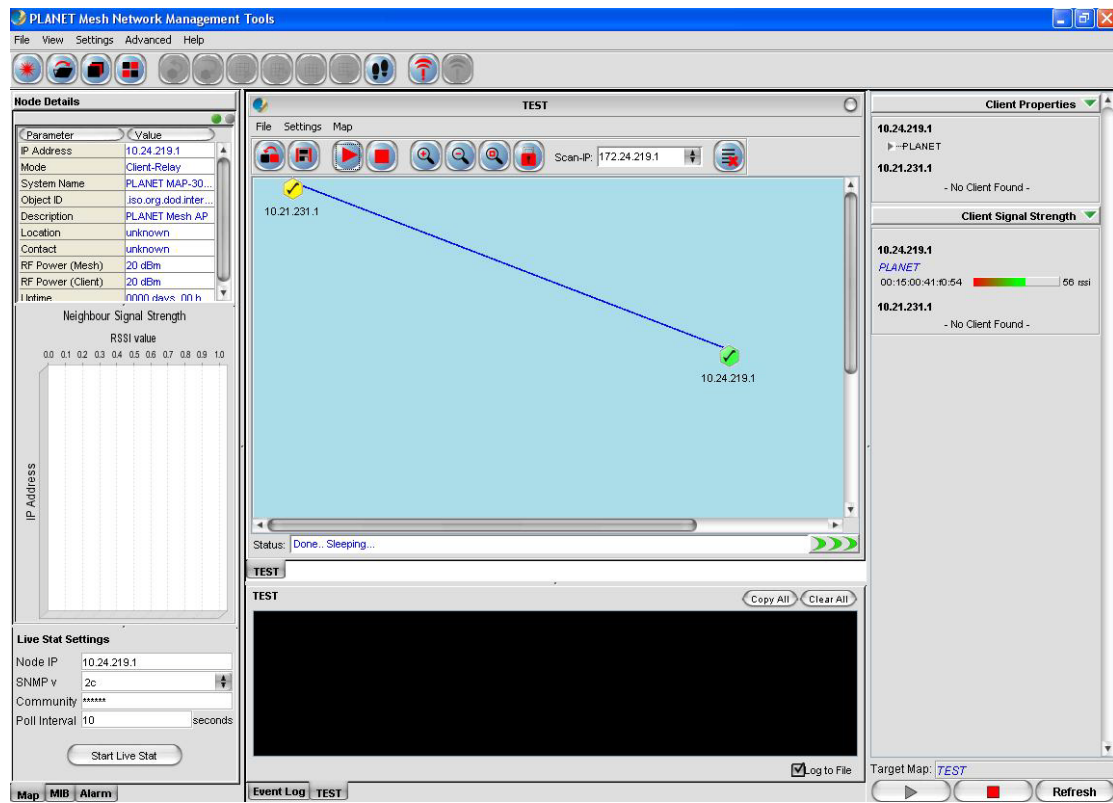 PLANET Mesh Network Management Tools
File View Settings Advanced Help
Node Details
Parameter Value
IP Address 10.24.219.1
Mode Client-Relay
System Name PLANET MAP-30...
Object ID .iso.org.dod.inter...
Description PLANET Mesh AP
Location unknown
Contact unknown
RF Power (Mesh) 20 dBm
RF Power (Client) 20 dBm
Uptime 0000 days, 00 h
Neighbour Signal Strength
RSSI value
0.0 0.1 0.2 0.3 0.4 0.5 0.6 0.7 0.8 0.9 1.0
IP Address
Live Stat Settings
Node IP 10.24.219.1
SNMP v 2c
Community ******
Poll Interval 10 seconds
Start Live Stat
Map MIB Alarm
TEST
File Settings Map
Scan-IP: 172.24.219.1
10.21.231.1
10.24.219.1
Status: Done.. Sleeping...
TEST
TEST
Copy All Clear All
Log to File
Event Log TEST
Client Properties
10.24.219.1
PLANET
10.21.231.1
- No Client Found -
Client Signal Strength
10.24.219.1
PLANET
00:15:00:41:f0:54 56 rssi
10.21.231.1
- No Client Found -
Target Map: TEST
Refresh